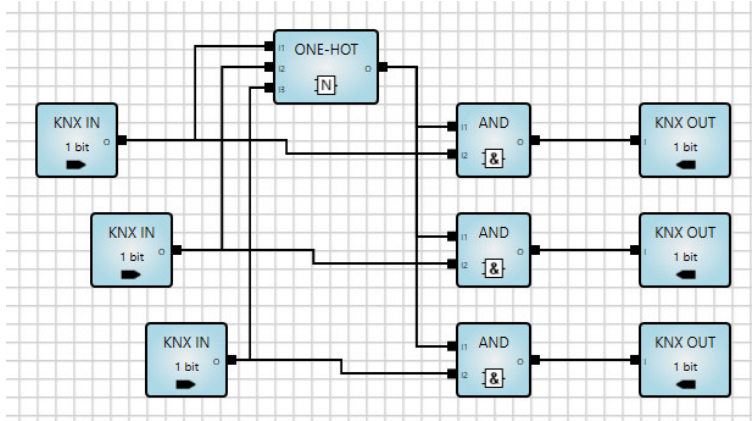 ONE-HOT
I1
I2
I3
O
N
KNX IN
1 bit
O
AND
I1
I2
O
&
KNX OUT
1 bit
I
KNX IN
1 bit
O
AND
I1
I2
O
&
KNX OUT
1 bit
I
KNX IN
1 bit
O
AND
I1
I2
O
&
KNX OUT
1 bit
I